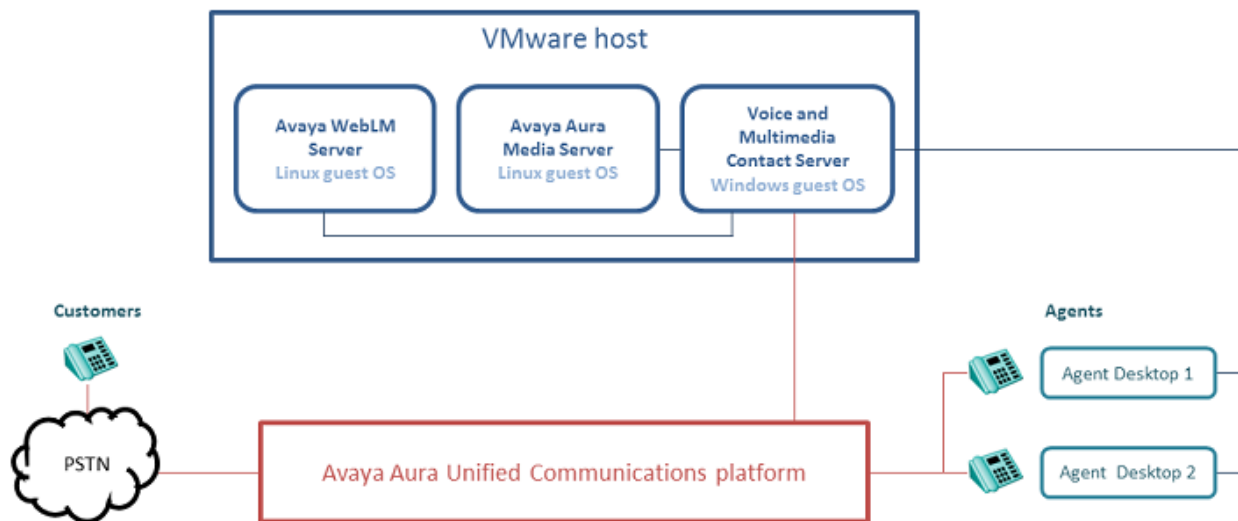 VMware host
Avaya WebLM
Server
Linux guest OS
Avaya Aura
Media Server
Linux guest OS
Voice and
Multimedia
Contact Server
Windows guest OS
Customers
Agents
Agent Desktop 1
PSTN
Avaya Aura Unified Communications platform
Agent Desktop 2